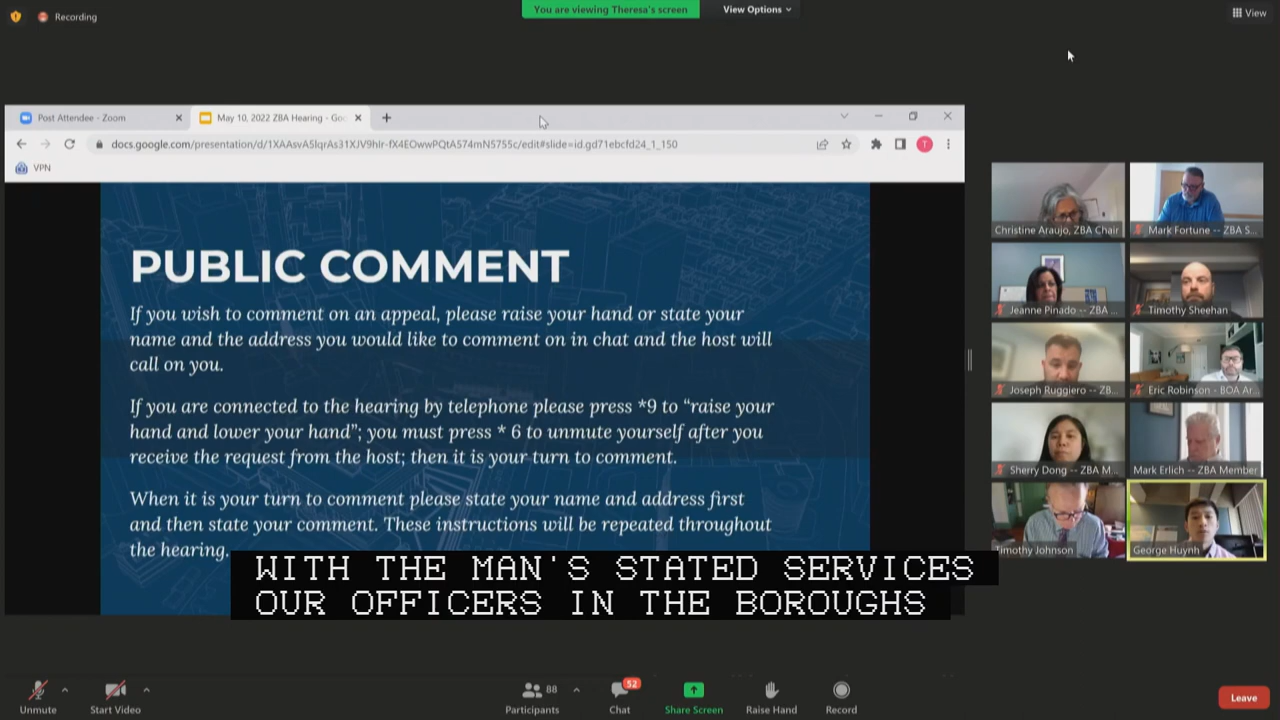 Recording
You are viewing Theresa's screen
View Options
View
Post Attendee - Zoom
May 10, 2022 ZBA Hearing - Goo
docs.google.com/presentation/d/1XAAsvA5lqrAs31XJV9hIr-fX4EOwwPQtA574mN5755c/edit#slide=id.gd71ebcfd24_1_150
T
VPN
PUBLIC COMMENT
If you wish to comment on an appeal, please raise your hand or state your
name and the address you would like to comment on in chat and the host will
call on you.
If you are connected to the hearing by telephone please press *9 to “raise your
hand and lower your hand”; you must press * 6 to unmute yourself after you
receive the request from the host; then it is your turn to comment.
When it is your turn to comment please state your name and address first
and then state your comment. These instructions will be repeated throughout
the hearing.
WITH THE MAN'S STATED SERVICES
OUR OFFICERS IN THE BOROUGHS
Christine Araujo, ZBA Chair
Mark Fortune -- ZBA S...
Jeanne Pinado -- ZBA ...
Timothy Sheehan
Joseph Ruggiero -- ZB...
Eric Robinson - BOA Ar...
Sherry Dong -- ZBA M...
Mark Erlich -- ZBA Member
Timothy Johnson
George Huynh
Unmute
Start Video
88
Participants
52
Chat
Share Screen
Raise Hand
Record
Leave